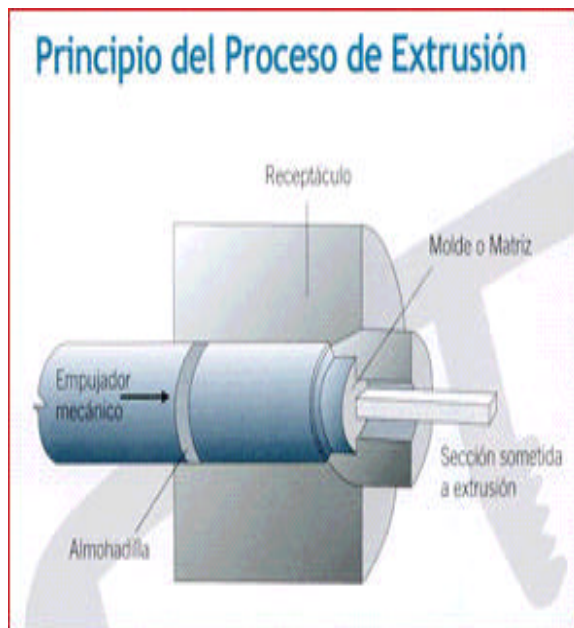 Principio del Proceso de Extrusión
Receptáculo
Molde o Matriz
Empujador
mecánico
Sección sometida
a extrusión
Almohadilla